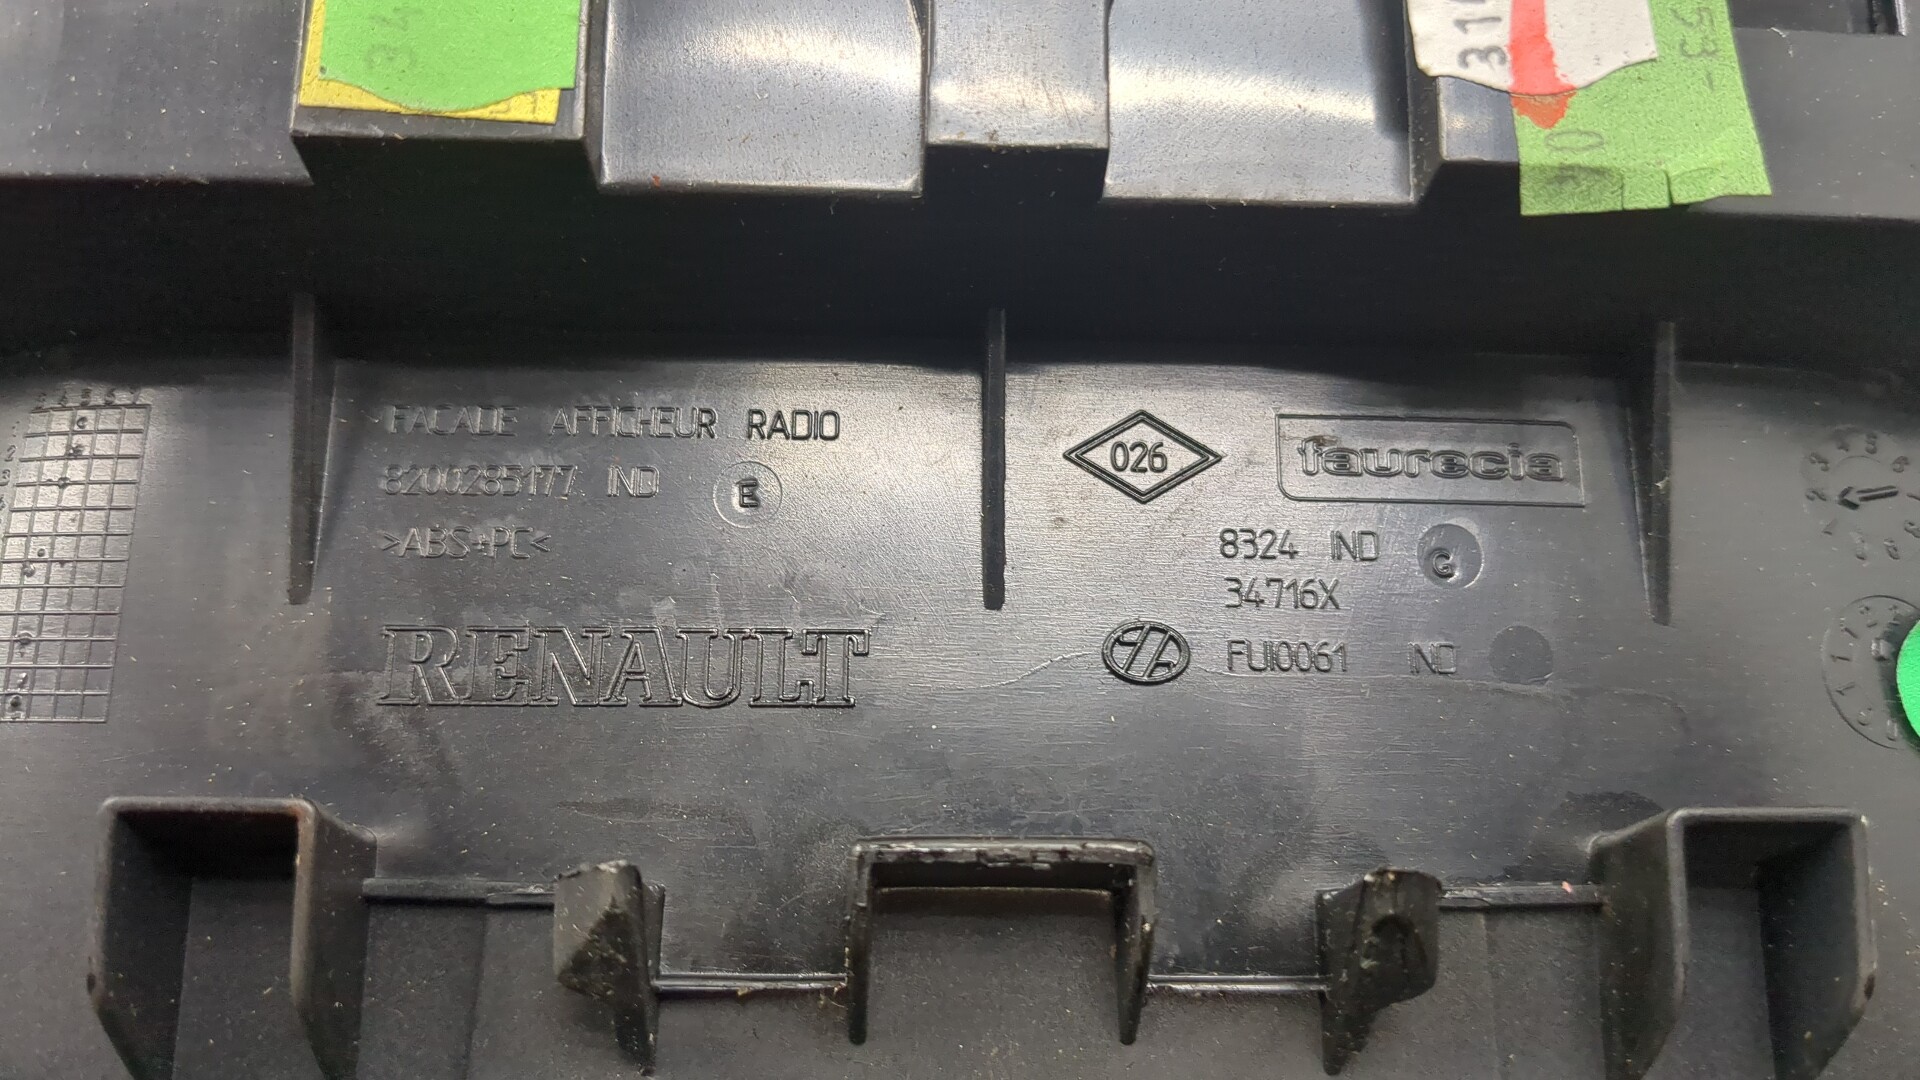 FACADE AFFICHEUR RADIO
8200285177 IND E
>ABS+PC<
RENAULT
026
faurecia
8324 IND G
34716X
FUI0061 IND